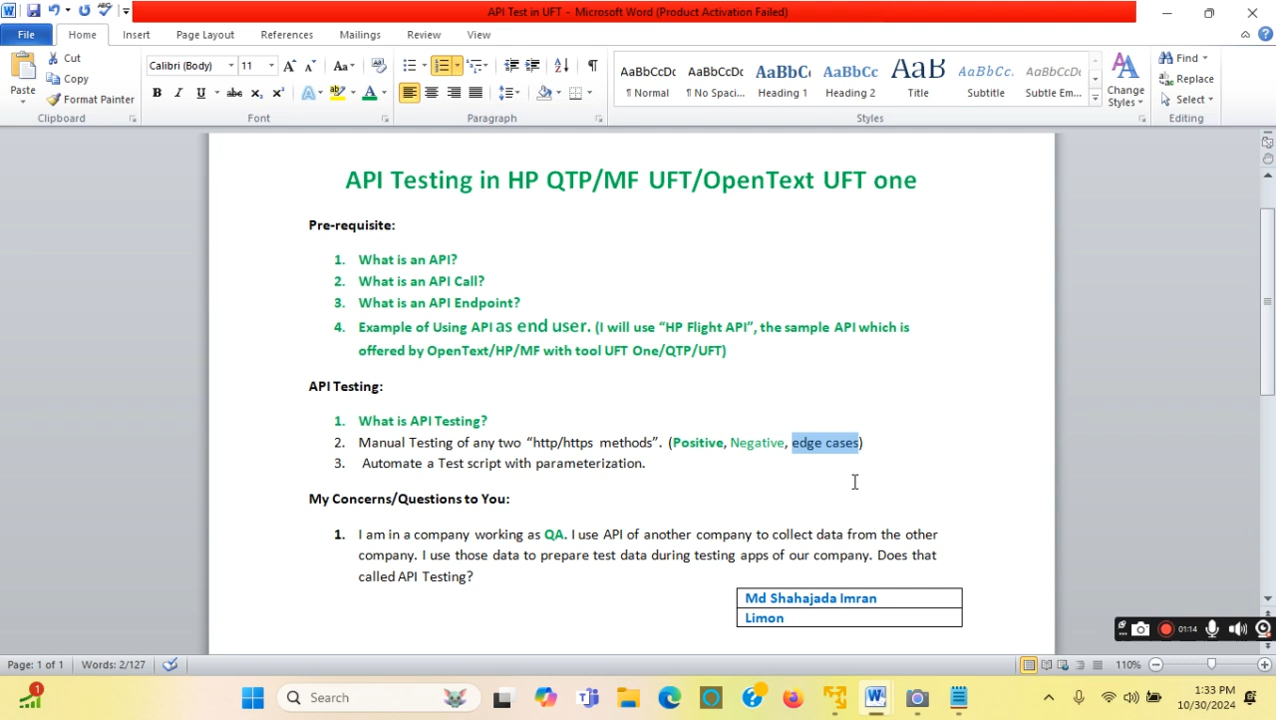 API Test in UFT - Microsoft Word (Product Activation Failed)
File Home Insert Page Layout References Mailings Review View
Paste
Cut
Copy
Format Painter
Clipboard
Calibri (Body) 11
Font
Paragraph
AaBbCcDc AaBbCcDc AaBbC AaBbCc AaB AaBbCc. AaBbCcDc
¶ Normal ¶ No Spaci... Heading 1 Heading 2 Title Subtitle Subtle Em...
Styles
Change Styles
Find
Replace
Select
Editing
API Testing in HP QTP/MF UFT/OpenText UFT one
Pre-requisite:
1. What is an API?
2. What is an API Call?
3. What is an API Endpoint?
4. Example of Using API as end user. (I will use “HP Flight API”, the sample API which is
offered by OpenText/HP/MF with tool UFT One/QTP/UFT)
API Testing:
1. What is API Testing?
2. Manual Testing of any two “http/https methods”. (Positive, Negative, edge cases)
3. Automate a Test script with parameterization.
My Concerns/Questions to You:
1. I am in a company working as QA. I use API of another company to collect data from the other
company. I use those data to prepare test data during testing apps of our company. Does that
called API Testing?
Md Shahajada Imran
Limon
01:14
Page: 1 of 1 Words: 2/127 110%
1
Search
1:33 PM
10/30/2024